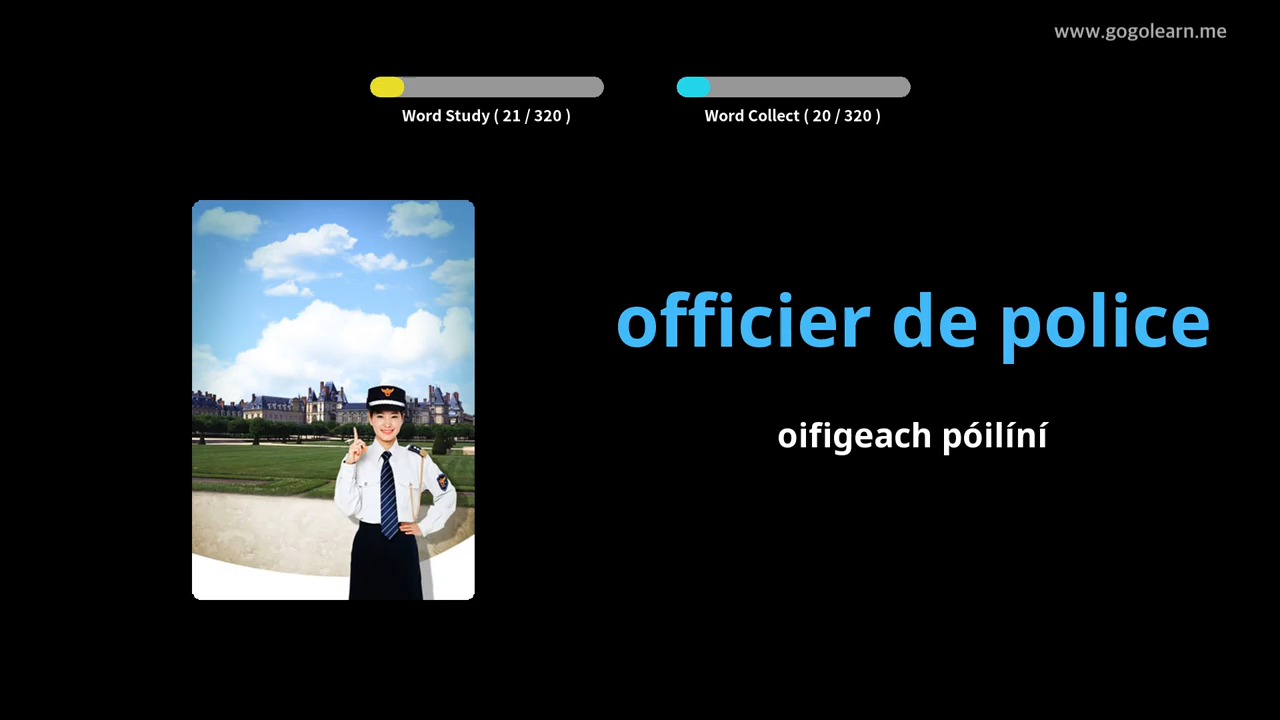 www.gogolearn.me
Word Study ( 21 / 320 )
Word Collect ( 20 / 320 )
officier de police
oifigeach póilíní